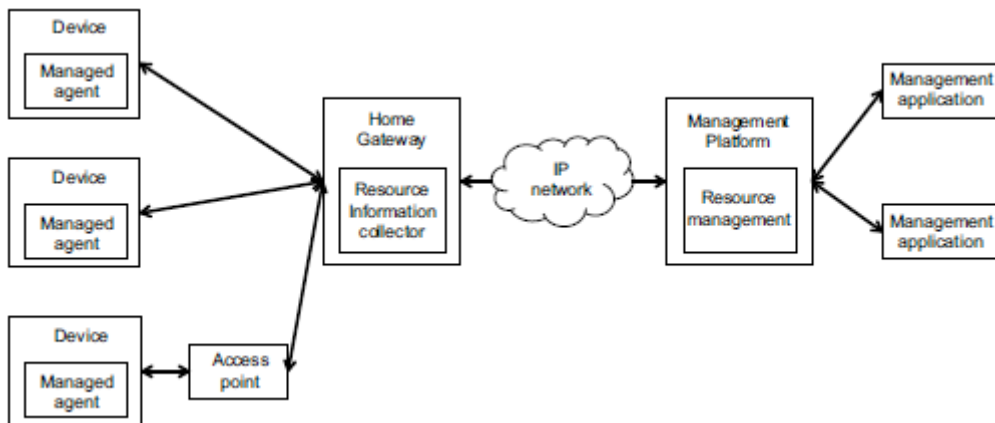 Device
Managed
agent
Device
Managed
agent
Device
Managed
agent
Access
point
Home
Gateway
Resource
Information
collector
IP
network
Management
Platform
Resource
management
Management
application
Management
application